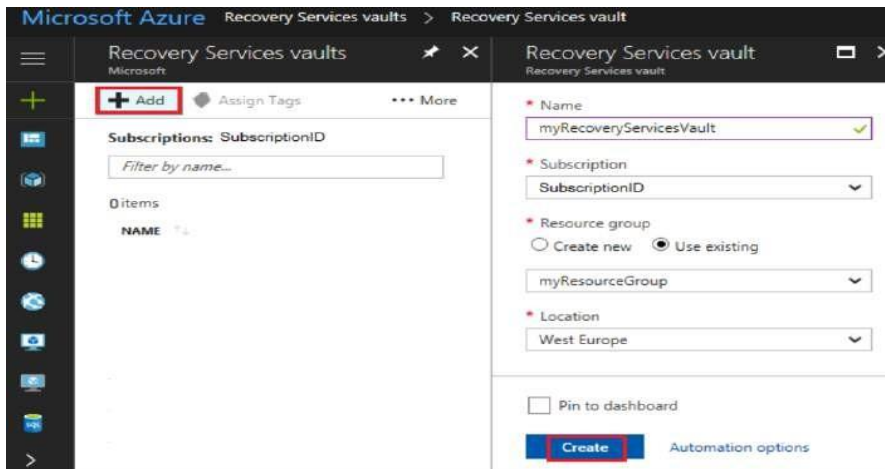 Microsoft Azure Recovery Services vaults > Recovery Services vault
Recovery Services vaults
Microsoft
Add Assign Tags ••• More
Subscriptions: SubscriptionID
Filter by name...
0 items
NAME
Recovery Services vault
Recovery Services vault
* Name
myRecoveryServicesVault
* Subscription
SubscriptionID
* Resource group
Create new Use existing
myResourceGroup
* Location
West Europe
Pin to dashboard
Create Automation options
SQL